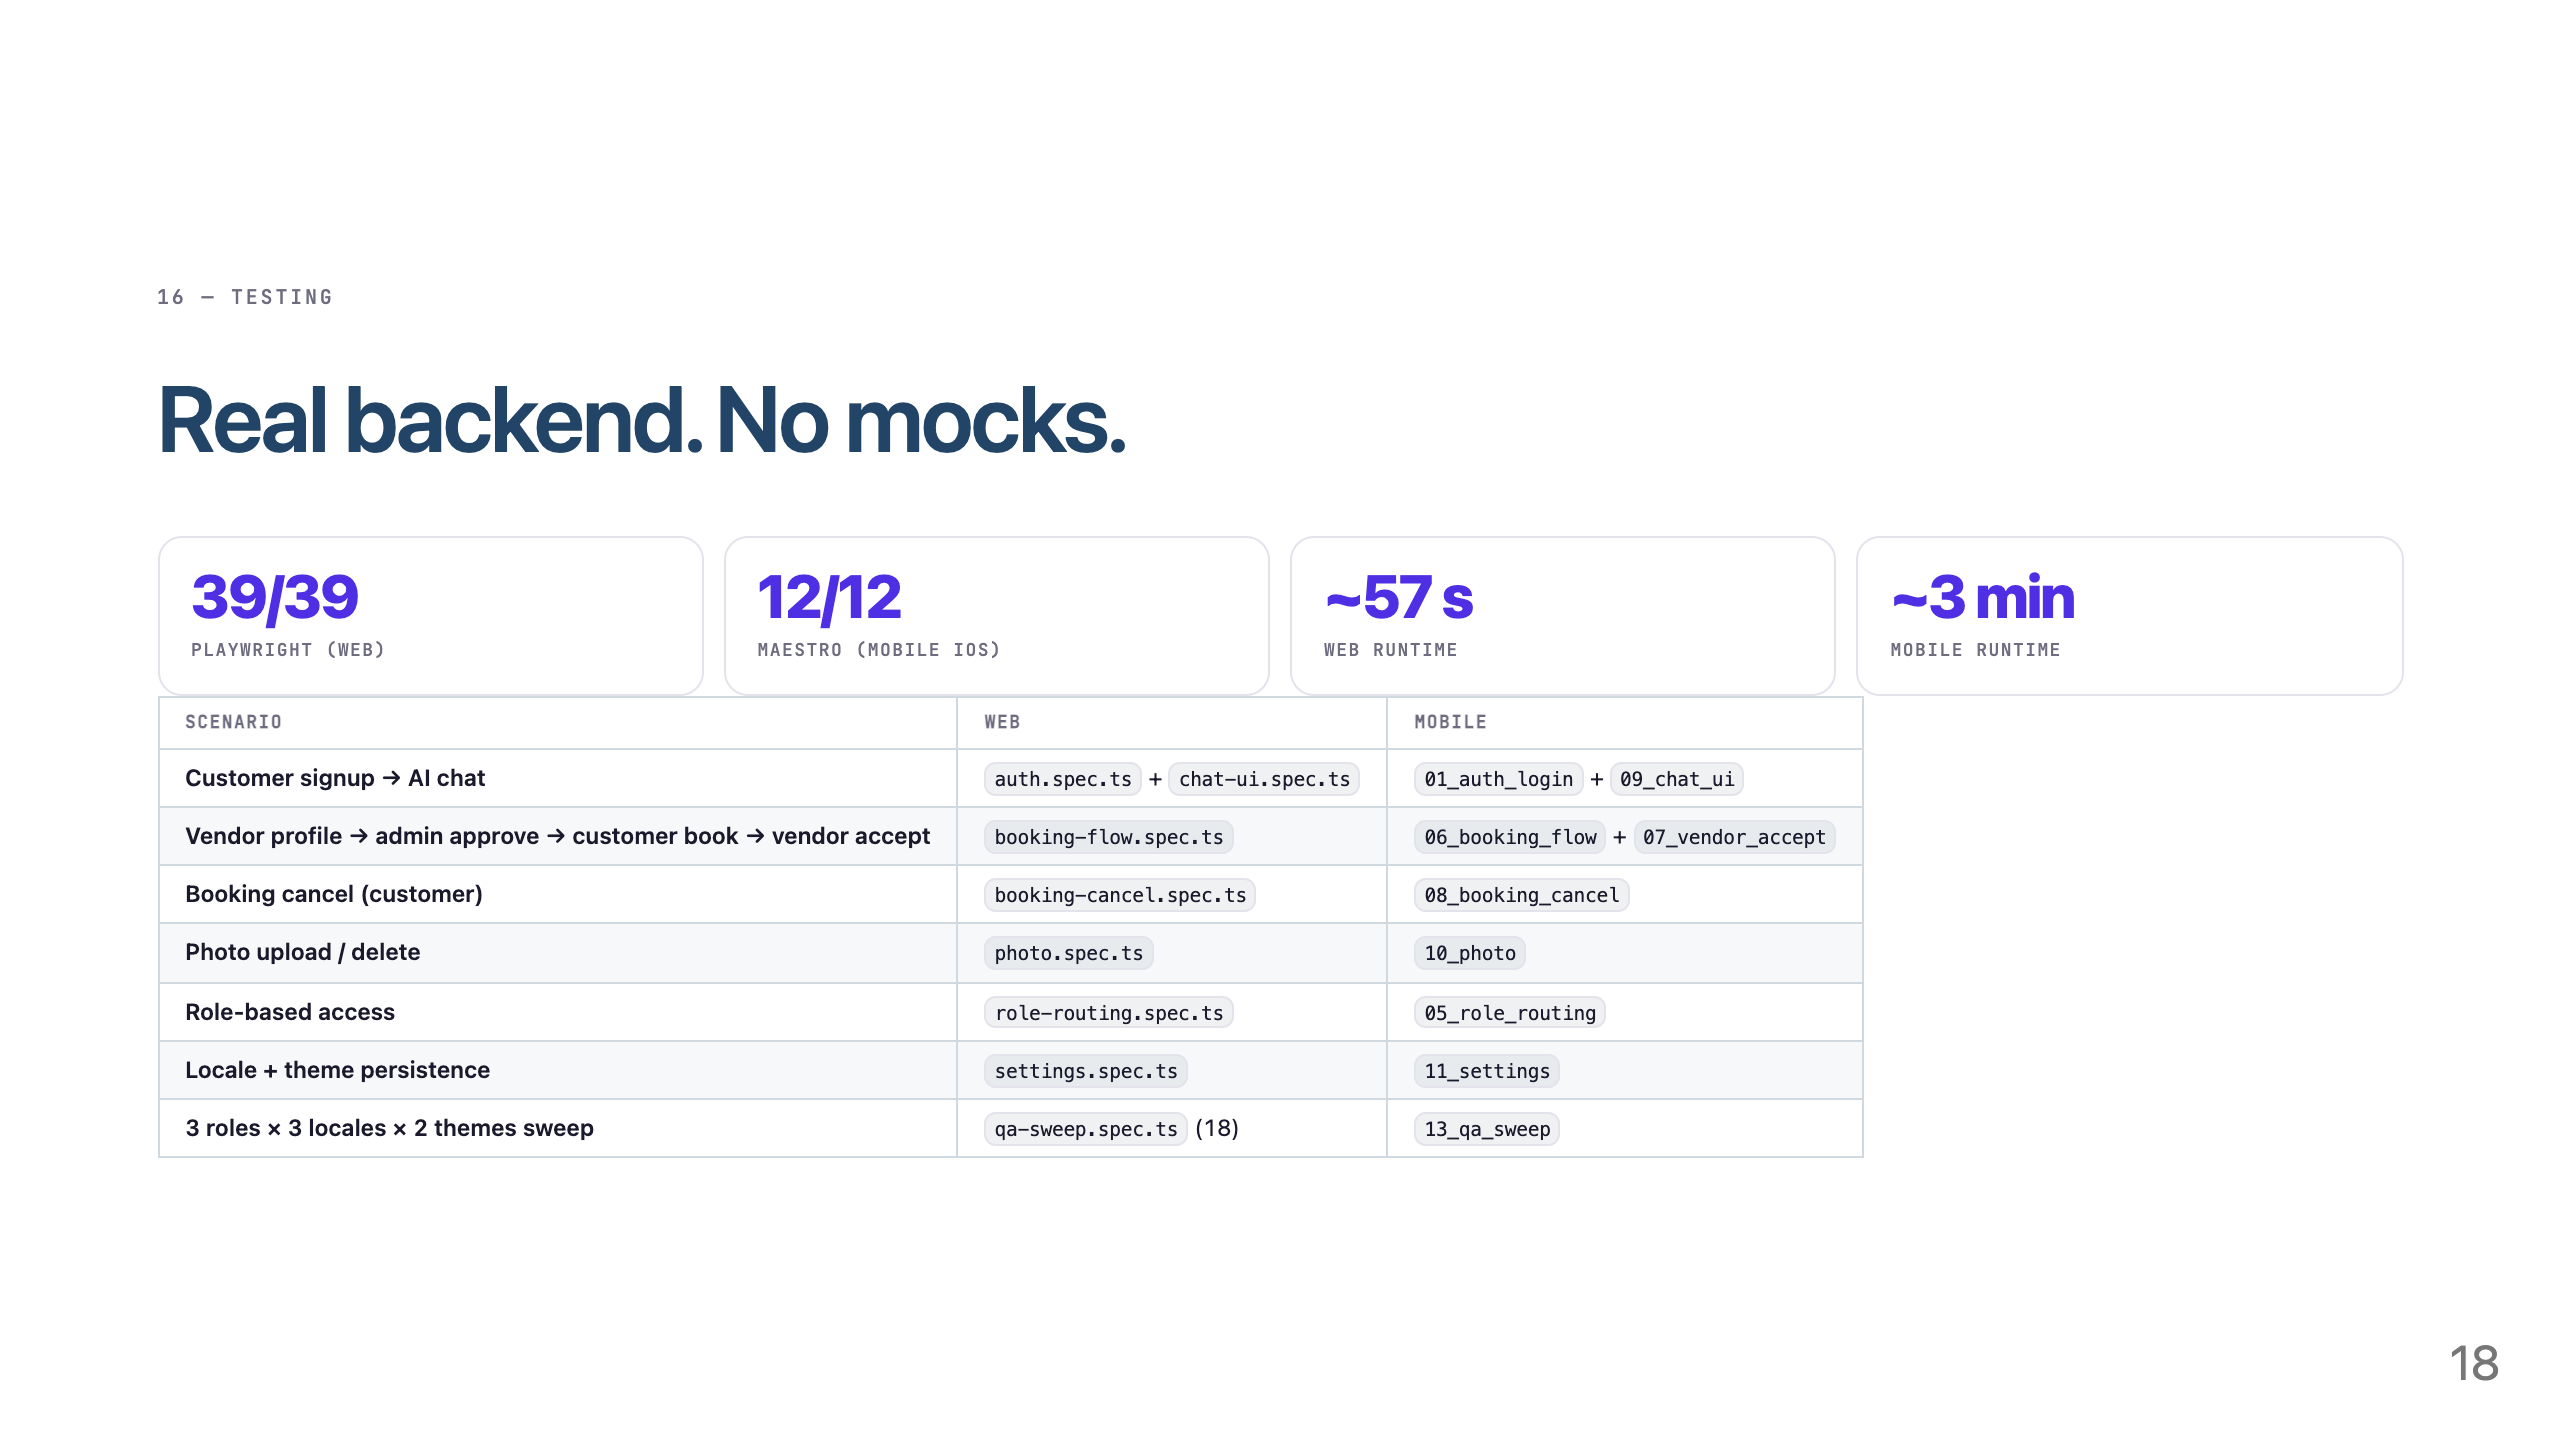 16 — TESTING
Real backend. No mocks.
39/39
PLAYWRIGHT (WEB)
12/12
MAESTRO (MOBILE IOS)
~57 s
WEB RUNTIME
~3 min
MOBILE RUNTIME
SCENARIO WEB MOBILE
Customer signup → AI chat auth.spec.ts + chat-ui.spec.ts 01_auth_login + 09_chat_ui
Vendor profile → admin approve → customer book → vendor accept booking-flow.spec.ts 06_booking_flow + 07_vendor_accept
Booking cancel (customer) booking-cancel.spec.ts 08_booking_cancel
Photo upload / delete photo.spec.ts 10_photo
Role-based access role-routing.spec.ts 05_role_routing
Locale + theme persistence settings.spec.ts 11_settings
3 roles × 3 locales × 2 themes sweep qa-sweep.spec.ts (18) 13_qa_sweep
18